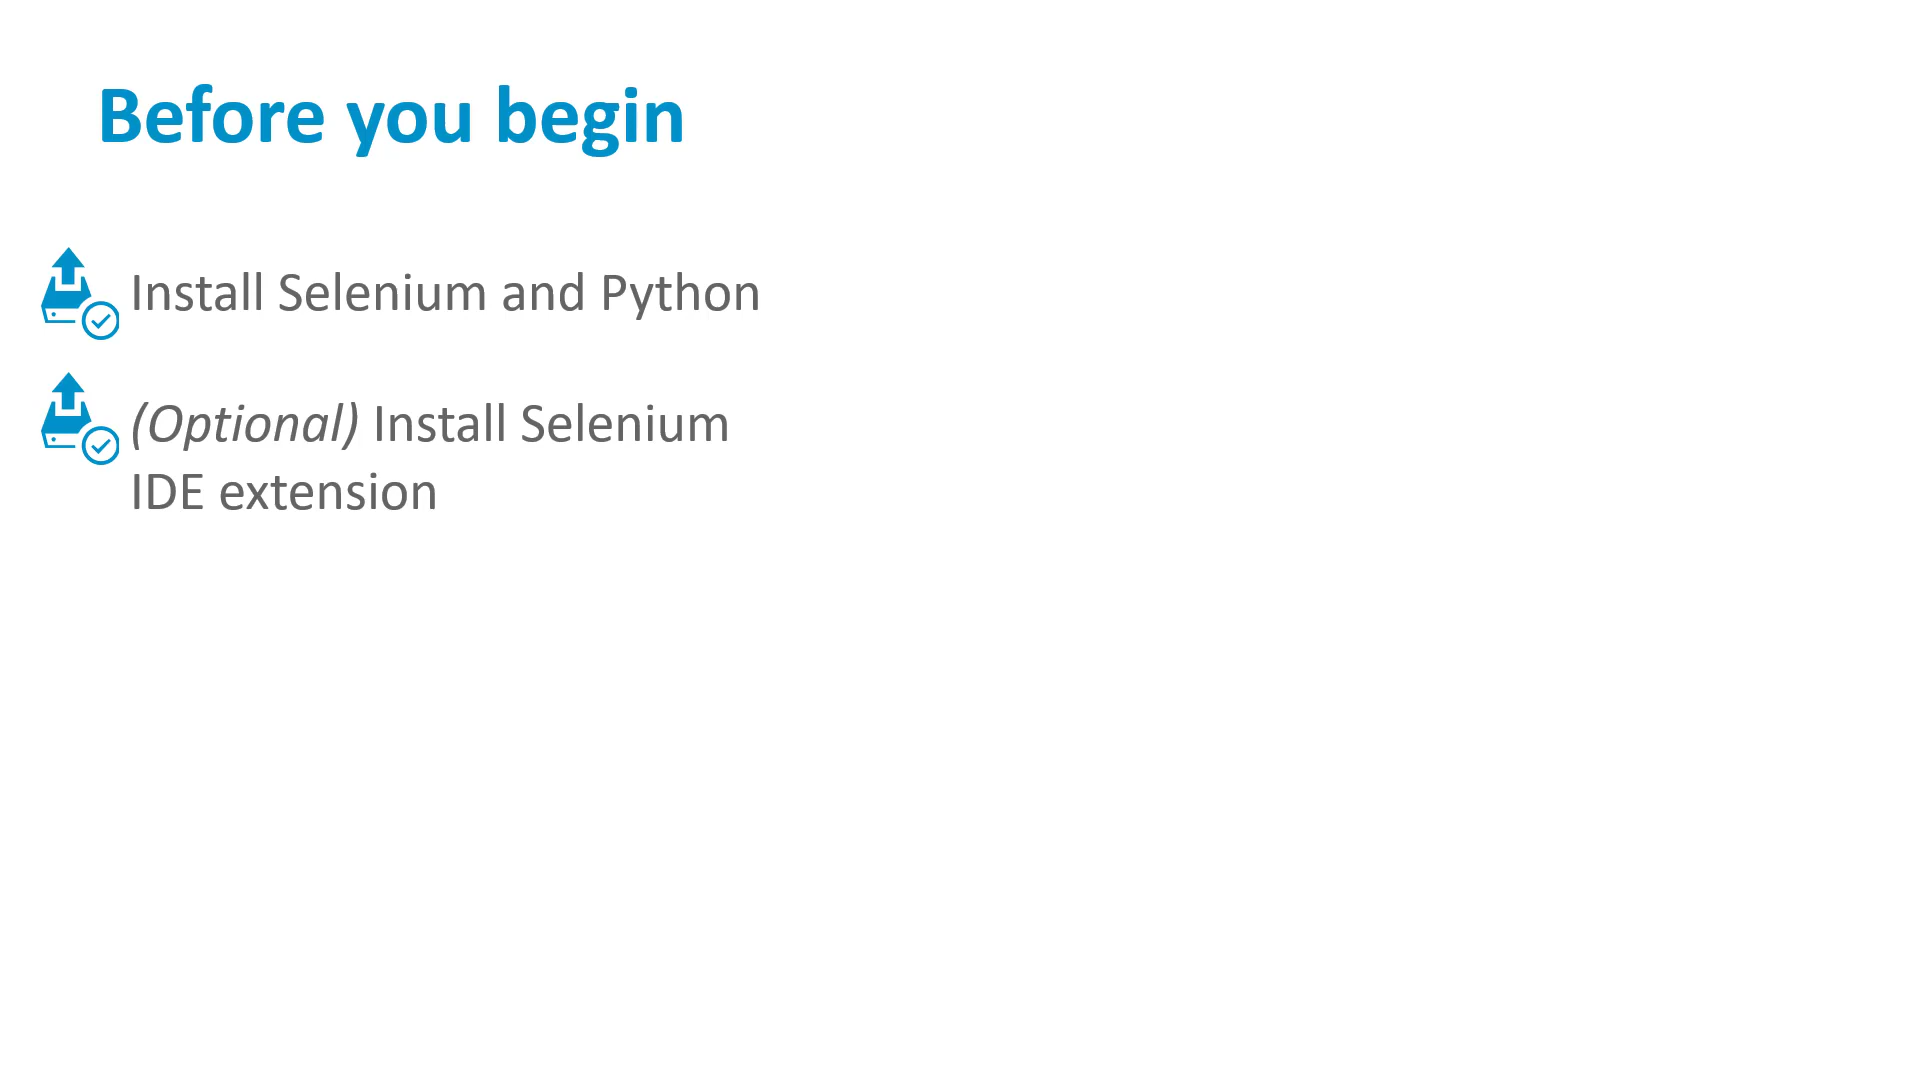 Before you begin
Install Selenium and Python
(Optional) Install Selenium
IDE extension